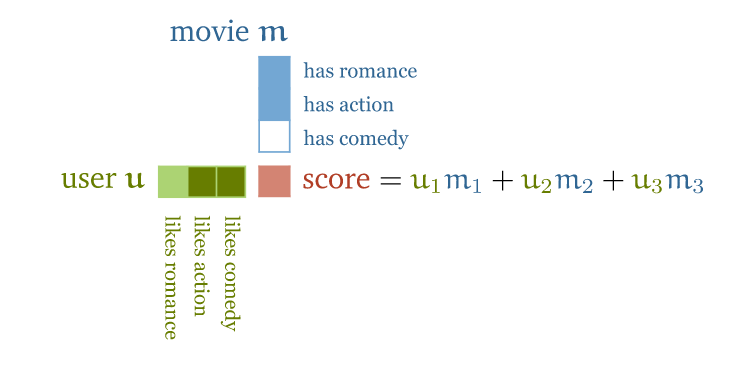 movie m
has romance
has action
has comedy
user u
score = u₁m₁ + u₂m₂ + u₃m₃
likes romance
likes action
likes comedy